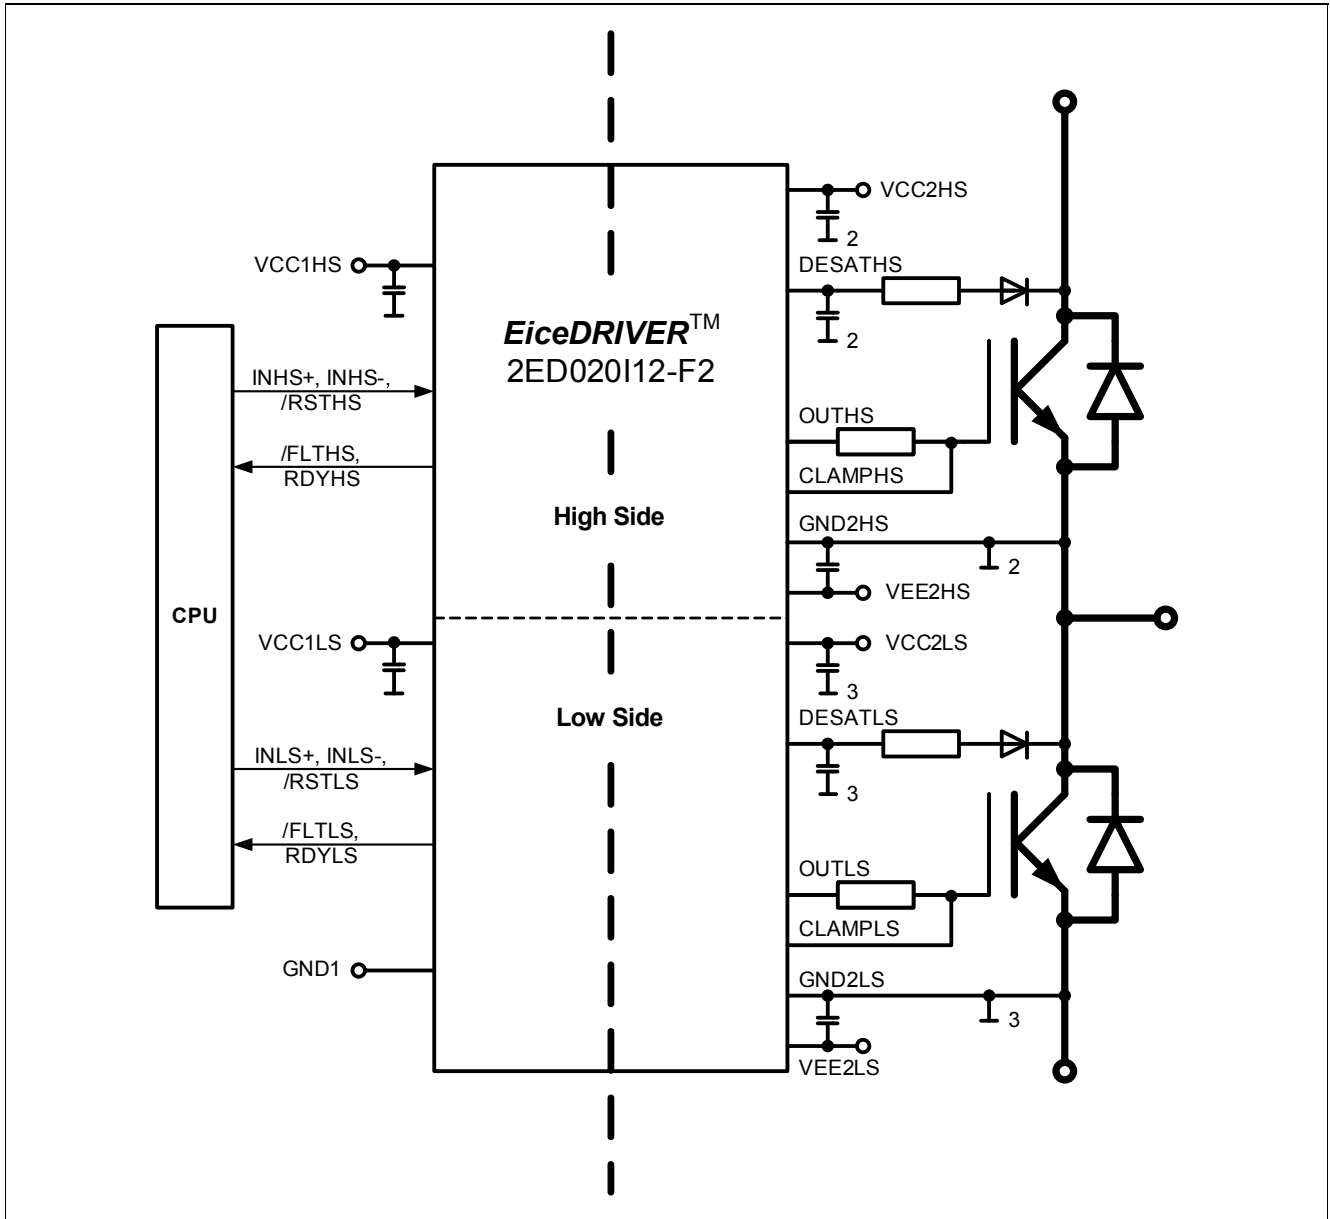 VCC2HS
2
VCC1HS
DESATHS
2
EiceDRIVER™
2ED020I12-F2
INHS+, INHS-,
/RSTHS
OUTHS
/FLTHS,
RDYHS
CLAMPHS
High Side
GND2HS
2
VEE2HS
CPU
VCC1LS
VCC2LS
3
Low Side
DESATLS
3
INLS+, INLS-,
/RSTLS
/FLTLS,
RDYLS
OUTLS
CLAMPLS
GND1
GND2LS
3
VEE2LS